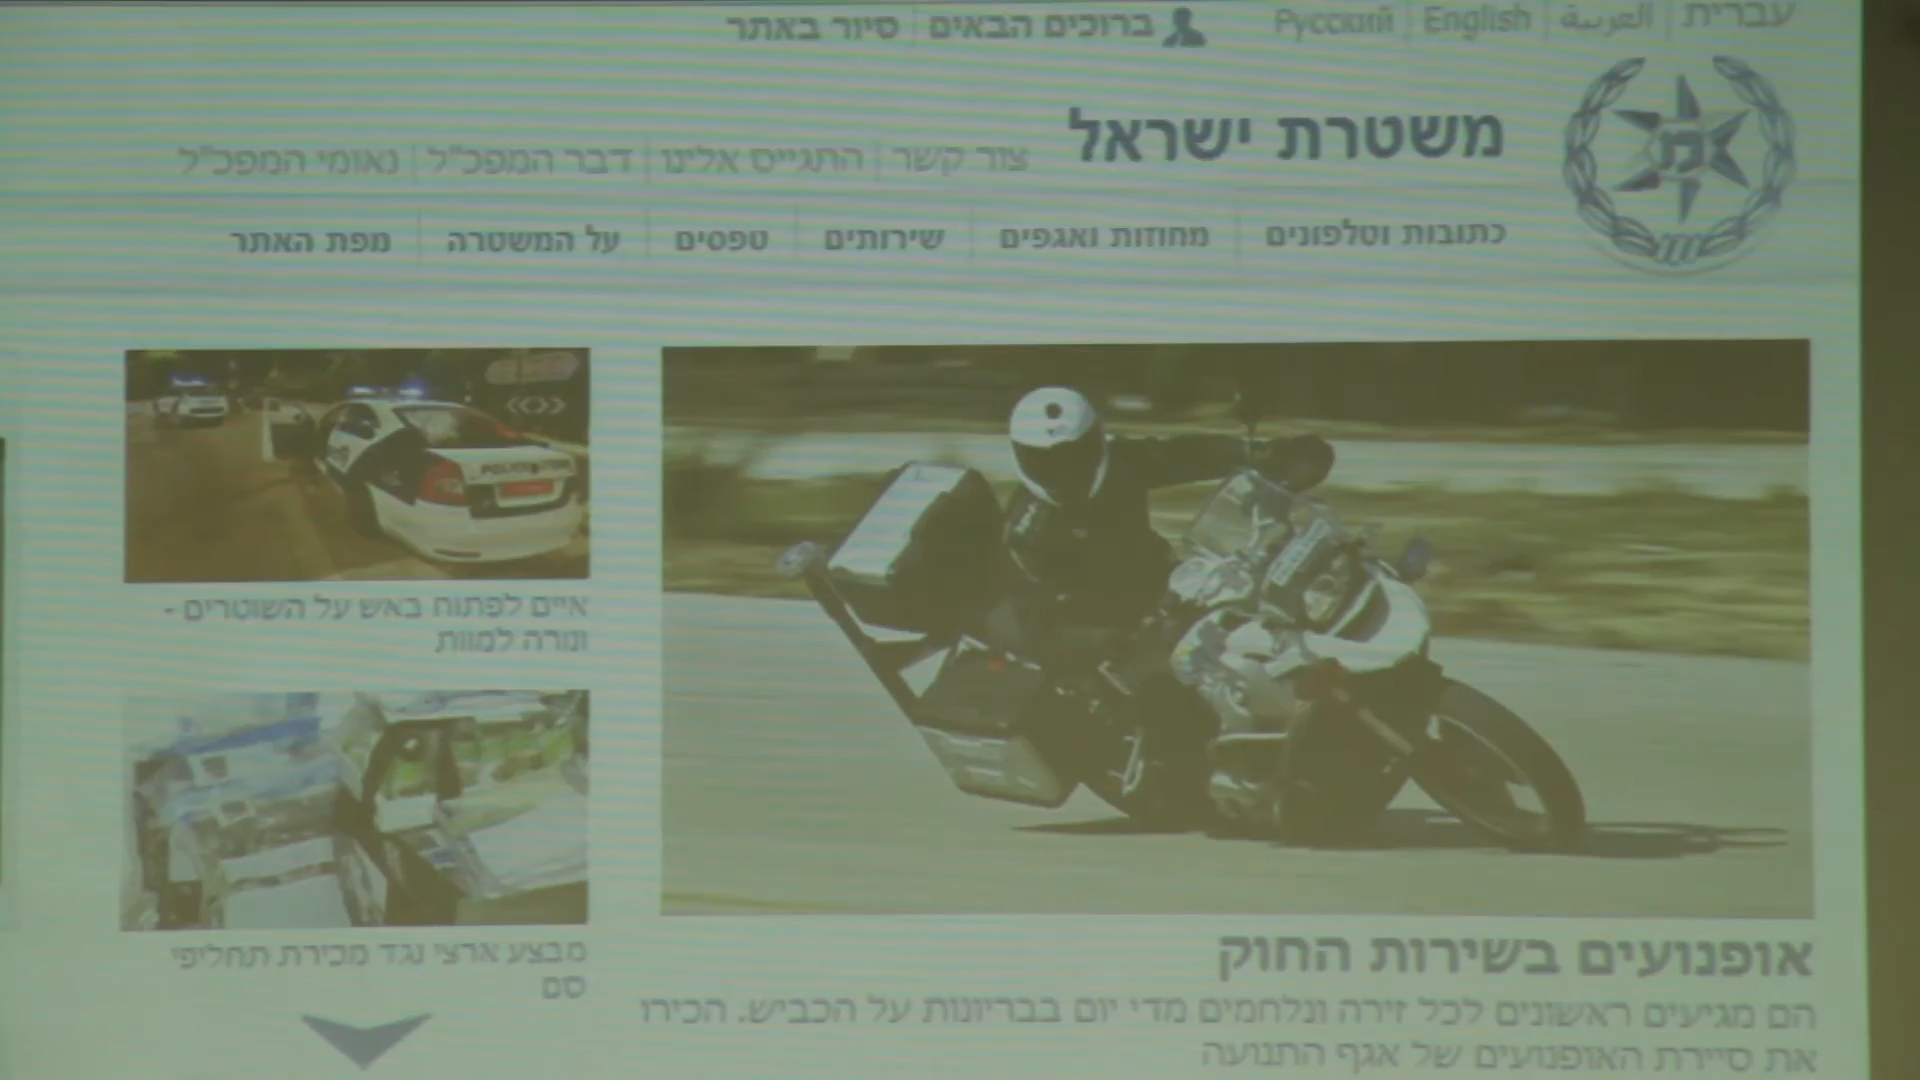 עברית | العربية | English | Русский
ברוכים הבאים | סיור באתר
משטרת ישראל
צור קשר | התגייס אלינו | דבר המפכ"ל | נאומי המפכ"ל
כתובות וטלפונים | מחוזות ואגפים | שירותים | טפסים | על המשטרה | מפת האתר
אופנועים בשירות החוק
הם מגיעים ראשונים לכל זירה ונלחמים מדי יום בבריונות על הכביש. הכירו
את סיירת האופנועים של אגף התנועה
איים לפתוח באש על השוטרים -
ונורה למוות
מבצע ארצי נגד מכירת תחליפי
סם